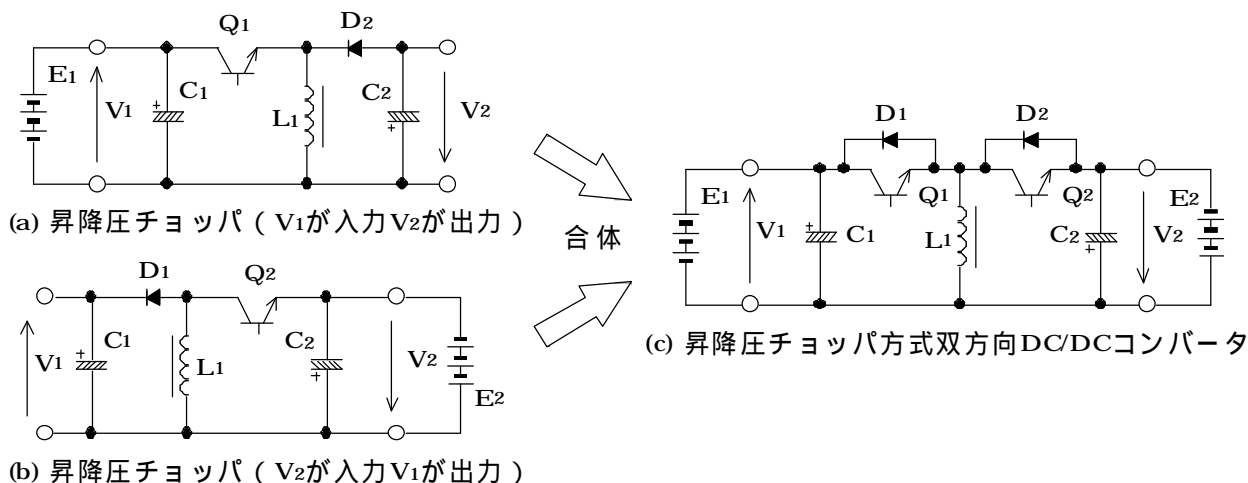 Q1
D2
E1
V1
+
C1
L1
C2
+
V2
(a) 昇降圧チョッパ（V1が入力V2が出力）
D1
Q2
V1
+
C1
L1
C2
+
V2
E2
(b) 昇降圧チョッパ（V2が入力V1が出力）
合体
D1
D2
E1
V1
+
C1
Q1
L1
Q2
C2
+
V2
E2
(c) 昇降圧チョッパ方式双方向DC/DCコンバータ